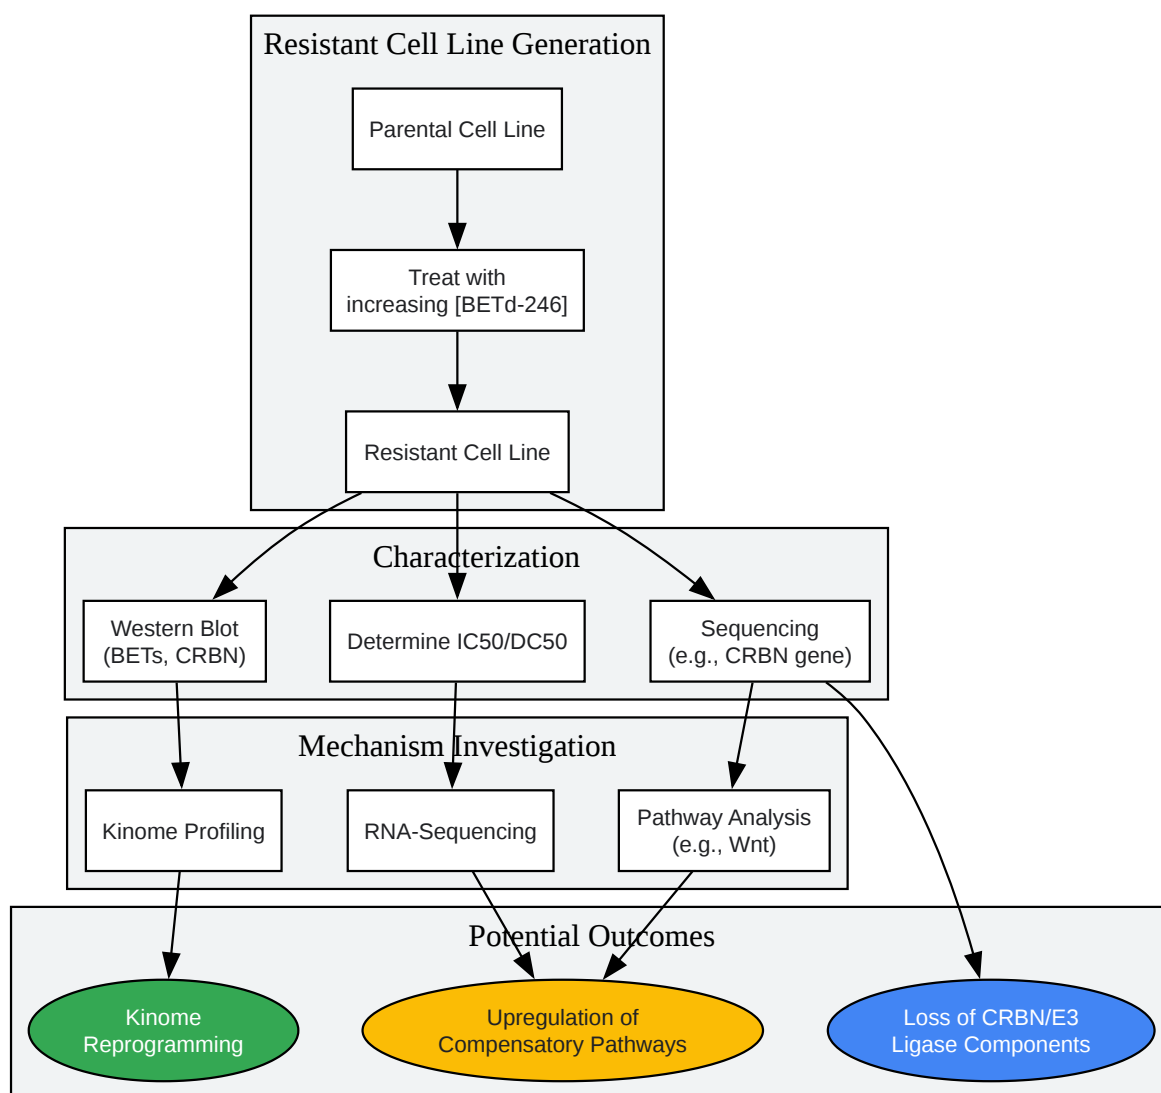 Resistant Cell Line Generation
Parental Cell Line
Treat with
increasing [BETd-246]
Resistant Cell Line
Characterization
Western Blot
(BETs, CRBN)
Determine IC50/DC50
Sequencing
(e.g., CRBN gene)
Mechanism Investigation
Kinome Profiling
RNA-Sequencing
Pathway Analysis
(e.g., Wnt)
Potential Outcomes
Kinome
Reprogramming
Upregulation of
Compensatory Pathways
Loss of CRBN/E3
Ligase Components